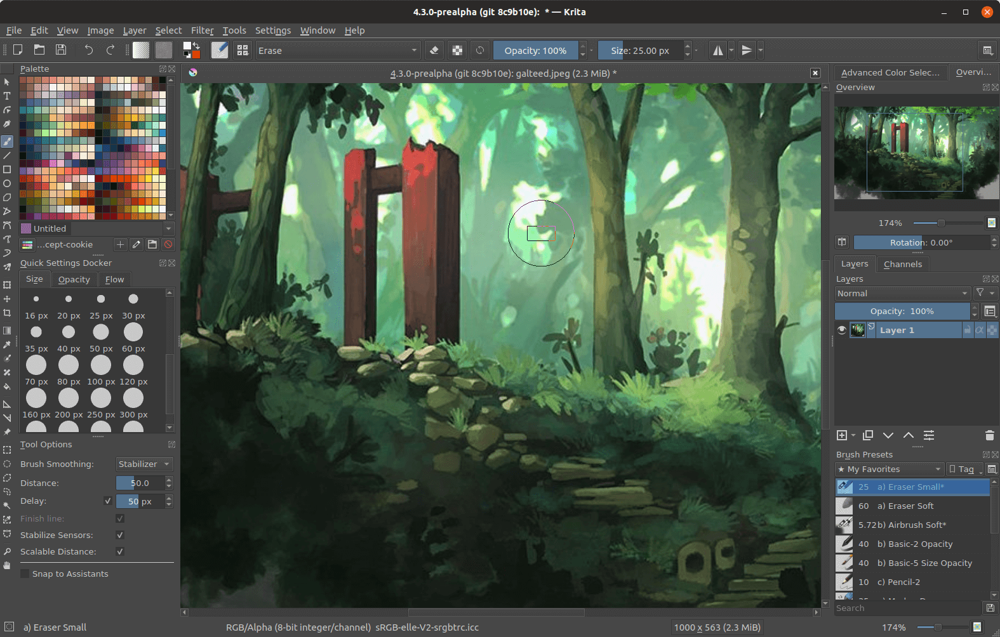 4.3.0-prealpha (git 8c9b10e):  * — Krita
File Edit View Image Layer Select Filter Tools Settings Window Help
Erase Opacity: 100% Size: 25.00 px
Palette
Untitled
...cept-cookie
Quick Settings Docker
Size Opacity Flow
16 px 20 px 25 px 30 px
35 px 40 px 50 px 60 px
70 px 80 px 100 px 120 px
160 px 200 px 250 px 300 px
Tool Options
Brush Smoothing: Stabilizer
Distance: 50.0
Delay: 50 px
Finish line:
Stabilize Sensors:
Scalable Distance:
Snap to Assistants
4.3.0-prealpha (git 8c9b10e): galteed.jpeg (2.3 MiB) *
Advanced Color Selec... Overvi...
Overview
174%
Rotation: 0.00°
Layers Channels
Layers
Normal
Opacity: 100%
Layer 1
Brush Presets
★ My Favorites Tag
25 a) Eraser Small*
60 a) Eraser Soft
5.72 b) Airbrush Soft*
40 b) Basic-2 Opacity
40 b) Basic-5 Size Opacity
10 c) Pencil-2
Search
a) Eraser Small RGB/Alpha (8-bit integer/channel) sRGB-elle-V2-srgbtrc.icc 1000 x 563 (2.3 MiB) 174%